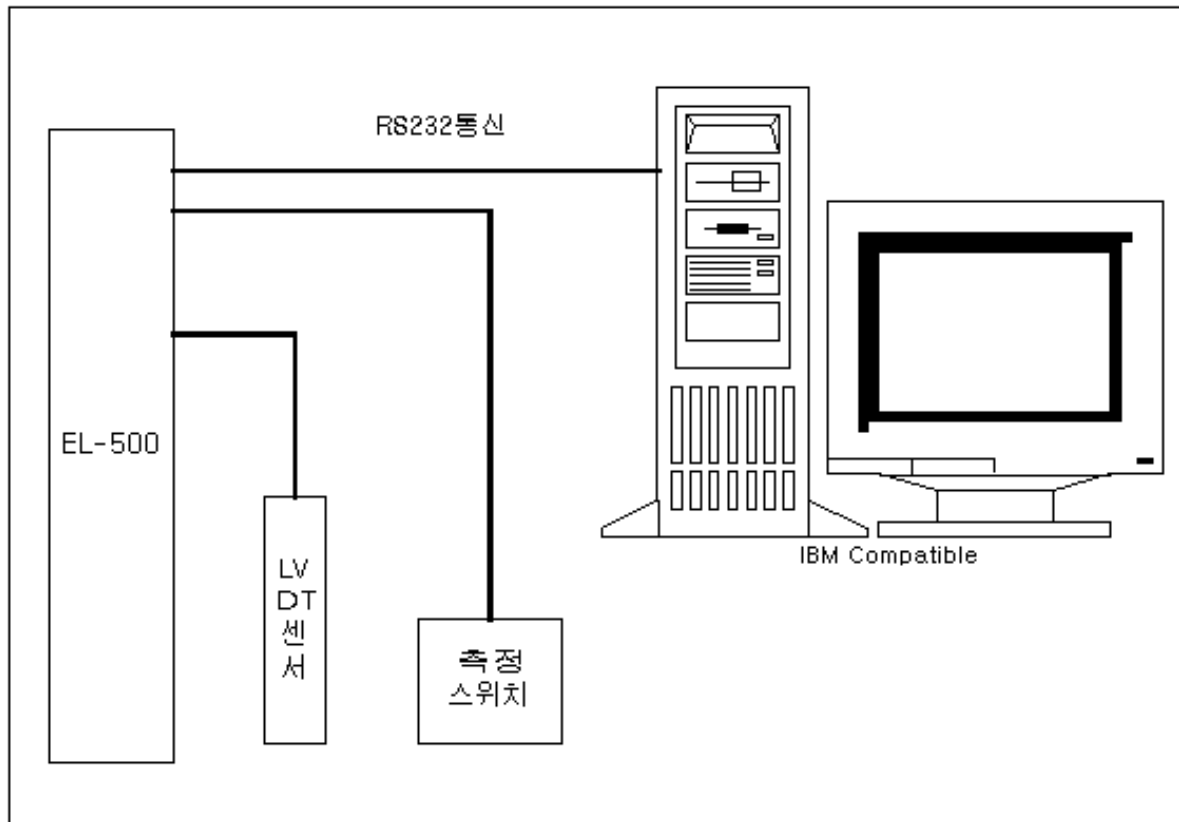 RS232통신
EL-500
LV
DT
센
서
측정
스위치
IBM Compatible